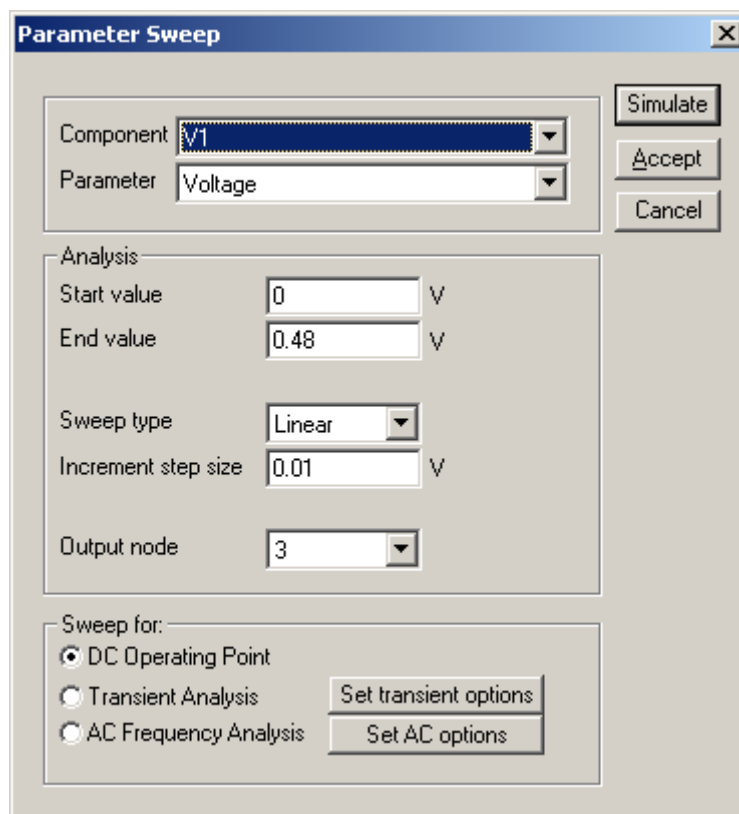 Parameter Sweep
Component V1
Parameter Voltage
Simulate
Accept
Cancel
Analysis
Start value 0 V
End value 0.48 V
Sweep type Linear
Increment step size 0.01 V
Output node 3
Sweep for:
DC Operating Point
Transient Analysis Set transient options
AC Frequency Analysis Set AC options